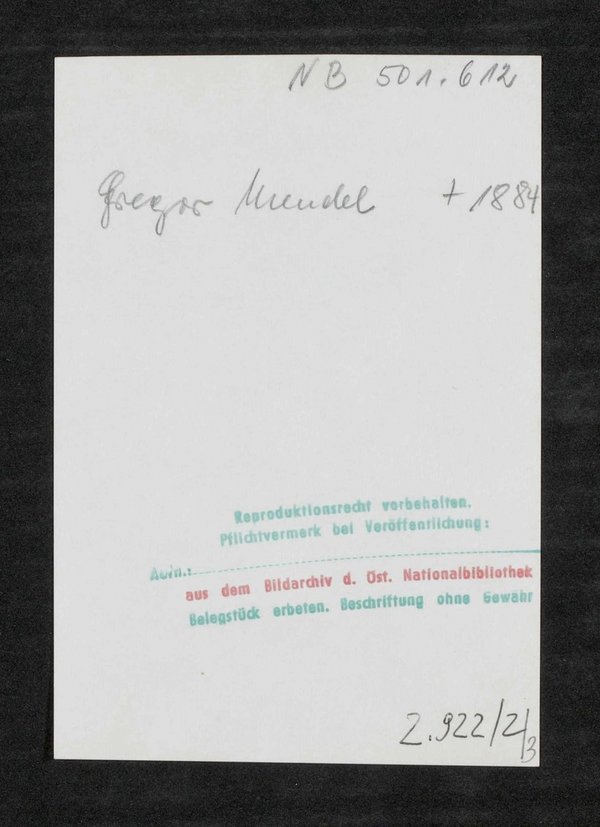 NB 501.612
Gregor Mendel † 1884
Reproduktionsrecht vorbehalten.
Pflichtvermerk bei Veröffentlichung:
Aufn.:
aus dem Bildarchiv d. Öst. Nationalbibliothek
Belegstück erbeten. Beschriftung ohne Gewähr
2.922/2/3